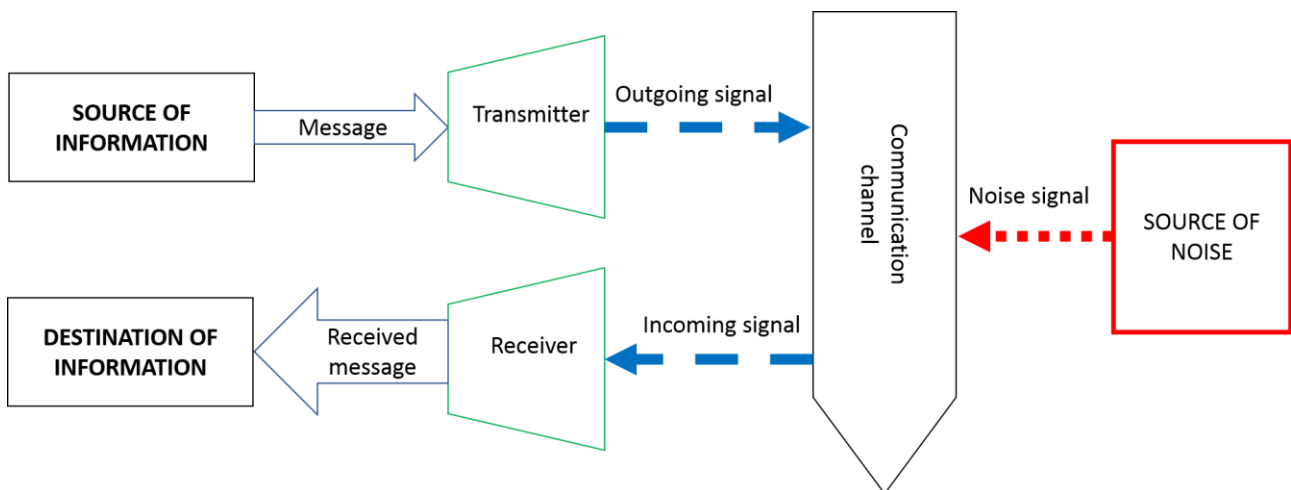 SOURCE OF
INFORMATION
Message
Transmitter
Outgoing signal
Communication
channel
Noise signal
SOURCE OF
NOISE
DESTINATION OF
INFORMATION
Received
message
Receiver
Incoming signal